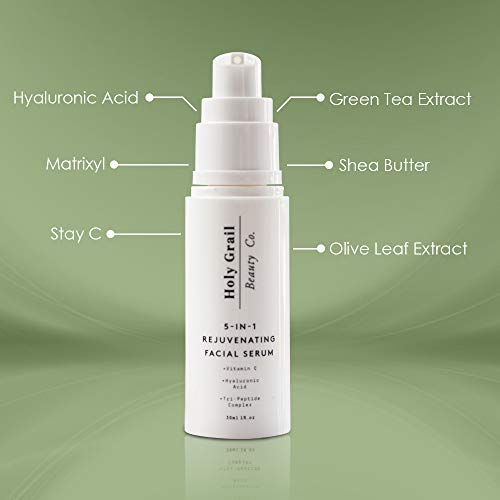 Hyaluronic Acid
Green Tea Extract
Matrixyl
Shea Butter
Stay C
Olive Leaf Extract
Holy Grail
Beauty Co.
5-IN-1
REJUVENATING
FACIAL SERUM
+Vitamin C
+Hyaluronic
Acid
+Tri-Peptide
Complex
30ml 1fl.oz